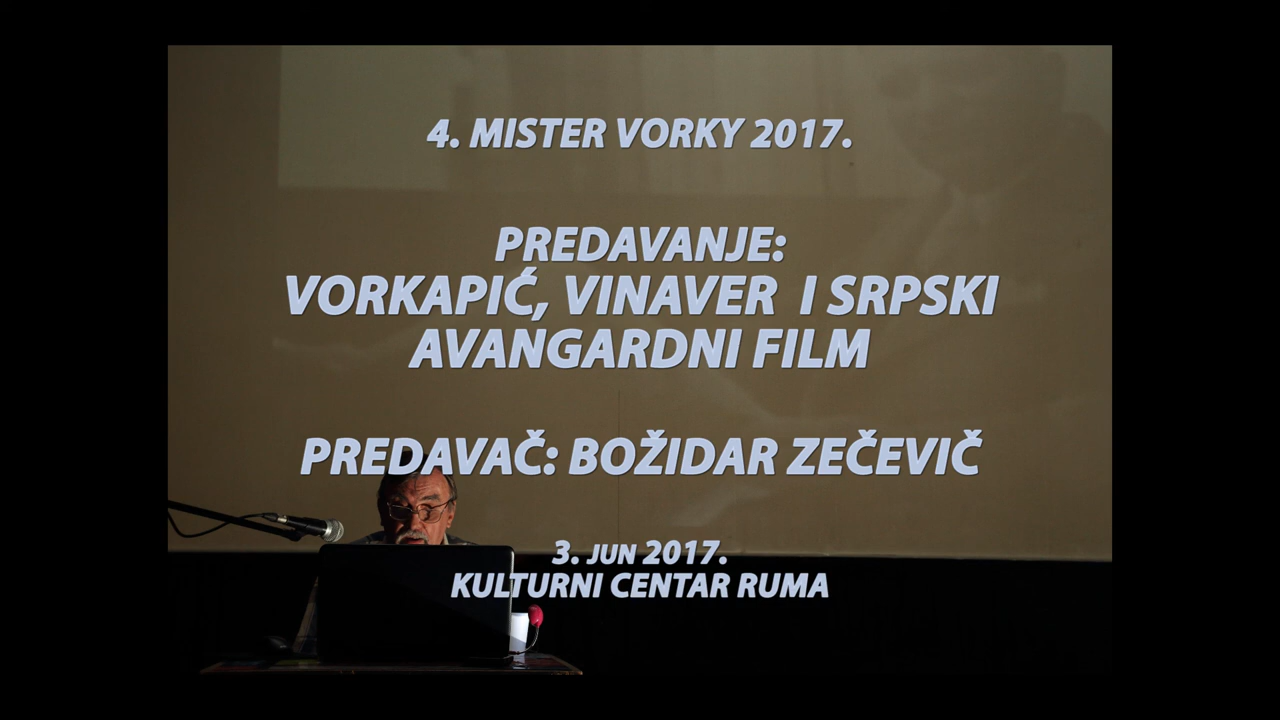 4. MISTER VORKY 2017.
PREDAVANJE:
VORKAPIĆ, VINAVER I SRPSKI
AVANGARDNI FILM
PREDAVAČ: BOŽIDAR ZEČEVIČ
3. JUN 2017.
KULTURNI CENTAR RUMA